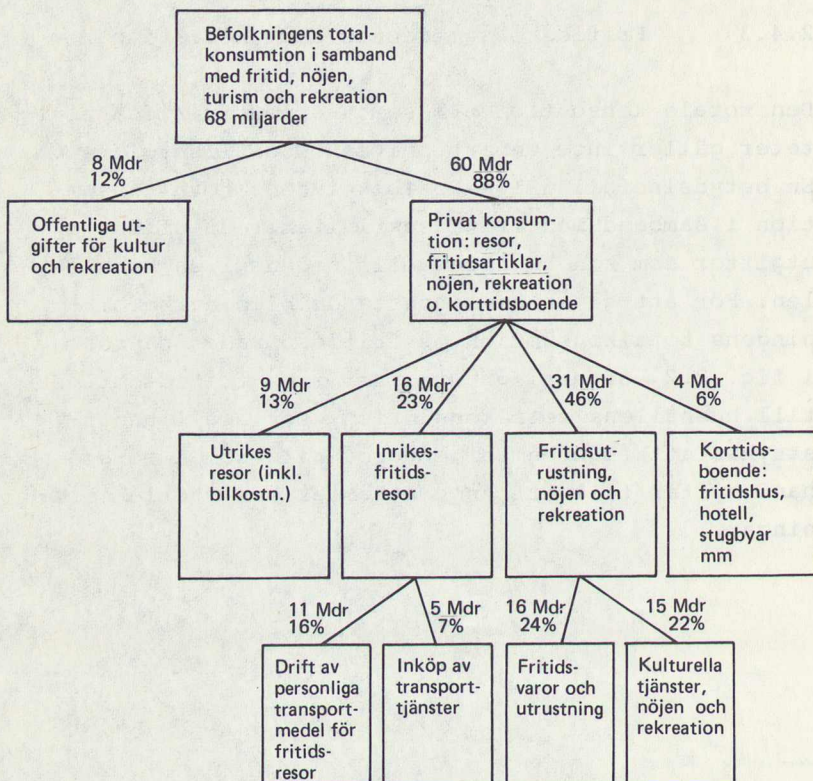 Befolkningens total-
konsumtion i samband
med fritid, nöjen,
turism och rekreation
68 miljarder
8 Mdr
12%
60 Mdr
88%
Offentliga ut-
gifter för kultur
och rekreation
Privat konsum-
tion: resor,
fritidsartiklar,
nöjen, rekreation
o. korttidsboende
9 Mdr
13%
16 Mdr
23%
31 Mdr
46%
4 Mdr
6%
Utrikes
resor (inkl.
bilkostn.)
Inrikes-
fritids-
resor
Fritidsut-
rustning,
nöjen och
rekreation
Korttids-
boende:
fritidshus,
hotell,
stugbyar
mm
11 Mdr
16%
5 Mdr
7%
16 Mdr
24%
15 Mdr
22%
Drift av
personliga
transport-
medel för
fritids-
resor
Inköp av
transport-
tjänster
Fritids-
varor och
utrustning
Kulturella
tjänster,
nöjen och
rekreation